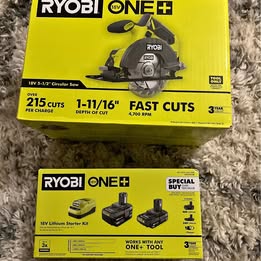 RYOBI 18V ONE+
RYOBI
18V 5-1/2" Circular Saw
TOOL ONLY
OVER
215 CUTS
PER CHARGE
1-11/16"
DEPTH OF CUT
FAST CUTS
4,700 RPM
3 YEAR
RYOBI 18V ONE+
18V Lithium Starter Kit
SPECIAL
BUY
WORKS WITH ANY
ONE+ TOOL
3 YEAR